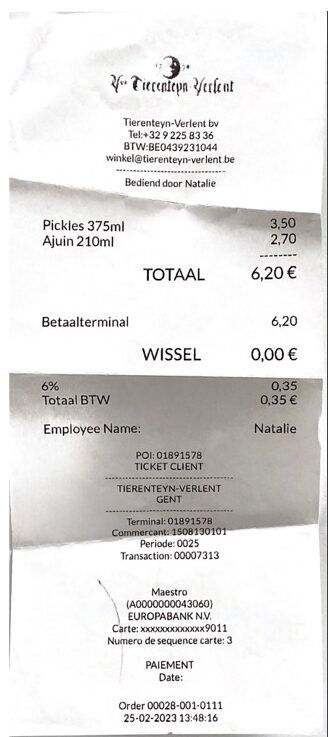 Vve Tierenteyn-Verlent
Tierenteyn-Verlent bv
Tel:+32 9 225 83 36
BTW:BE0439231044
winkel@tierenteyn-verlent.be
------------------------------
Bediend door Natalie
Pickles 375ml 3,50
Ajuin 210ml 2,70
--------
TOTAAL 6,20 €
Betaalterminal 6,20
WISSEL 0,00 €
6% 0,35
Totaal BTW 0,35 €
Employee Name: Natalie
POI: 01891578
TICKET CLIENT
------------------------------
TIERENTEYN-VERLENT
GENT
------------------------------
Terminal: 01891578
Commercant: 1508130101
Periode: 0025
Transaction: 00007313
Maestro
(A0000000043060)
EUROPABANK N.V.
Carte: xxxxxxxxxxxxx9011
Numero de sequence carte: 3
PAIEMENT
Date:
Order 00028-001-0111
25-02-2023 13:48:16